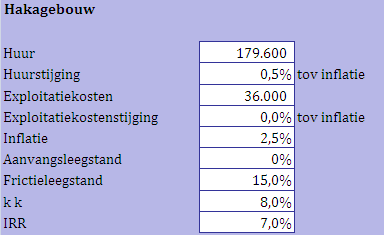 Hakagebouw
Huur 179.600
Huurstijging 0,5% tov inflatie
Exploitatiekosten 36.000
Exploitatiekostenstijging 0,0% tov inflatie
Inflatie 2,5%
Aanvangsleegstand 0%
Frictieleegstand 15,0%
k k 8,0%
IRR 7,0%